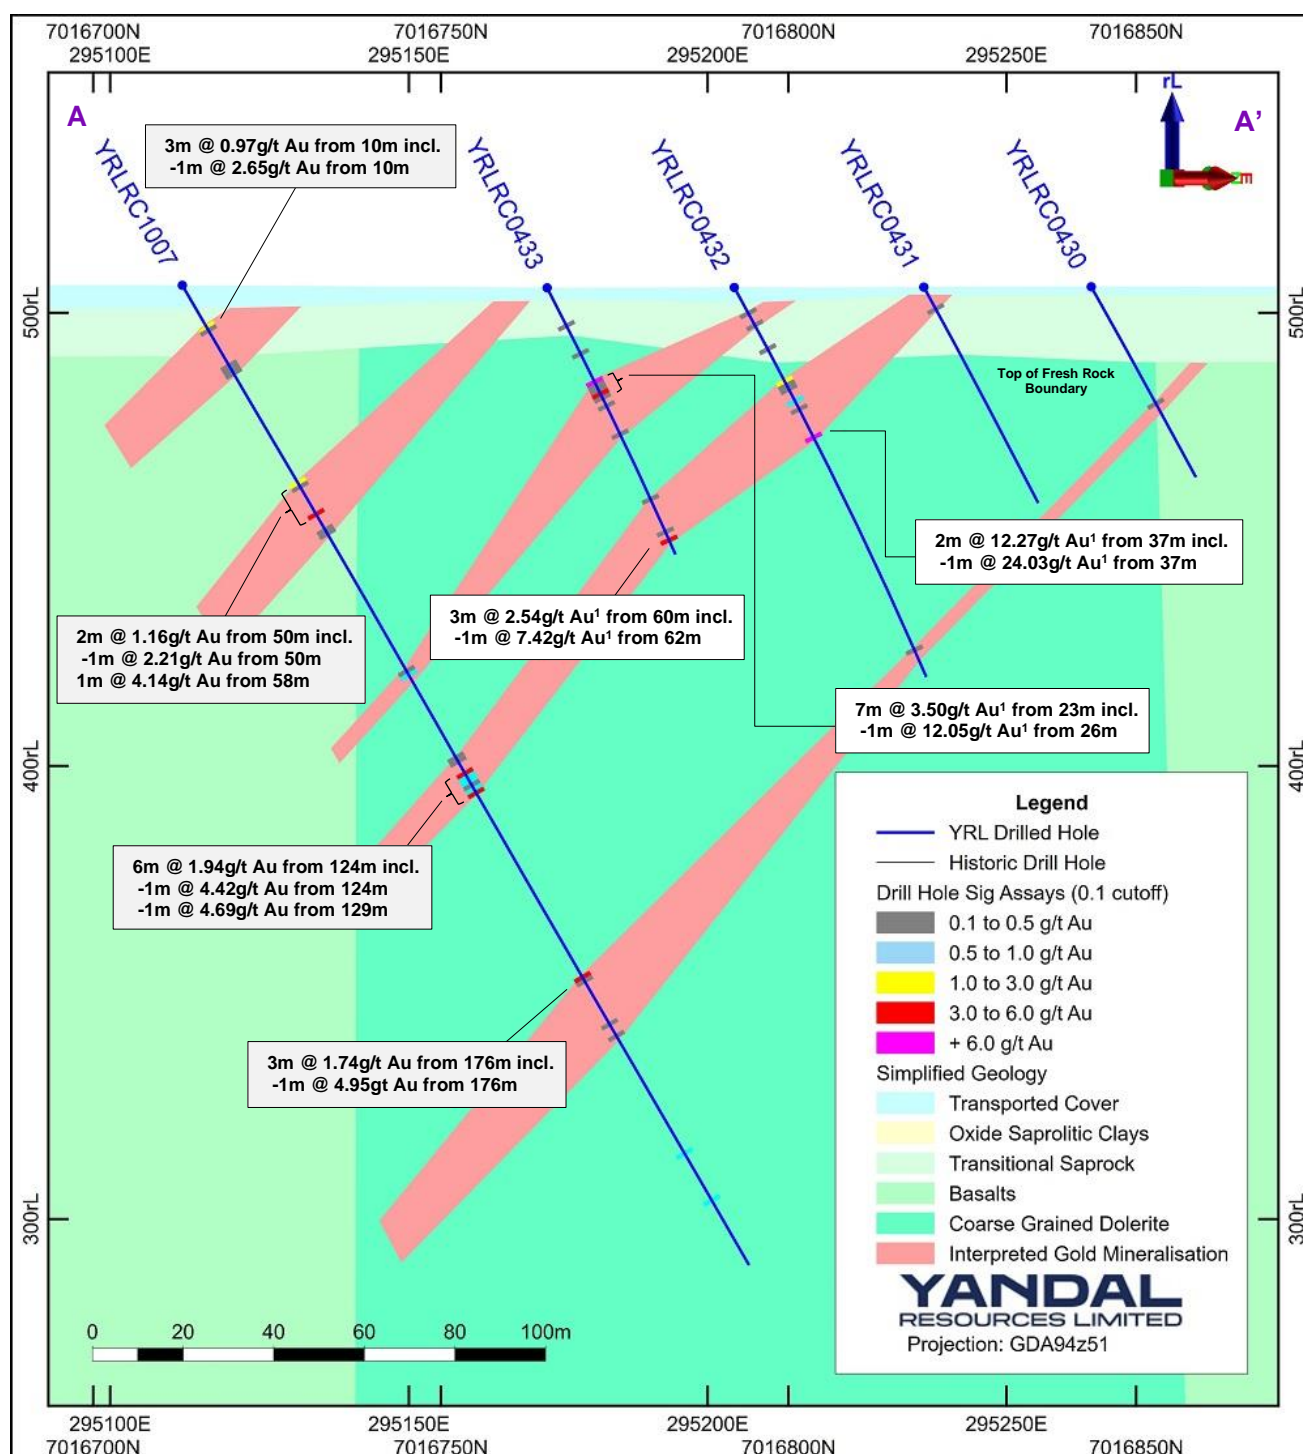 7016700N 7016750N 7016800N 7016850N
295100E 295150E 295200E 295250E
A
A'
rL
YRLRC1007
YRLRC0433
YRLRC0432
YRLRC0431
YRLRC0430
3m @ 0.97g/t Au from 10m incl.
-1m @ 2.65g/t Au from 10m
500rL
500rL
Top of Fresh Rock
Boundary
2m @ 12.27g/t Au¹ from 37m incl.
-1m @ 24.03g/t Au¹ from 37m
2m @ 1.16g/t Au from 50m incl.
-1m @ 2.21g/t Au from 50m
1m @ 4.14g/t Au from 58m
3m @ 2.54g/t Au¹ from 60m incl.
-1m @ 7.42g/t Au¹ from 62m
7m @ 3.50g/t Au¹ from 23m incl.
-1m @ 12.05g/t Au¹ from 26m
400rL
400rL
6m @ 1.94g/t Au from 124m incl.
-1m @ 4.42g/t Au from 124m
-1m @ 4.69g/t Au from 129m
3m @ 1.74g/t Au from 176m incl.
-1m @ 4.95gt Au from 176m
300rL
300rL
Legend
YRL Drilled Hole
Historic Drill Hole
Drill Hole Sig Assays (0.1 cutoff)
0.1 to 0.5 g/t Au
0.5 to 1.0 g/t Au
1.0 to 3.0 g/t Au
3.0 to 6.0 g/t Au
+ 6.0 g/t Au
Simplified Geology
Transported Cover
Oxide Saprolitic Clays
Transitional Saprock
Basalts
Coarse Grained Dolerite
Interpreted Gold Mineralisation
YANDAL
RESOURCES LIMITED
Projection: GDA94z51
0 20 40 60 80 100m
295100E 295150E 295200E 295250E
7016700N 7016750N 7016800N 7016850N